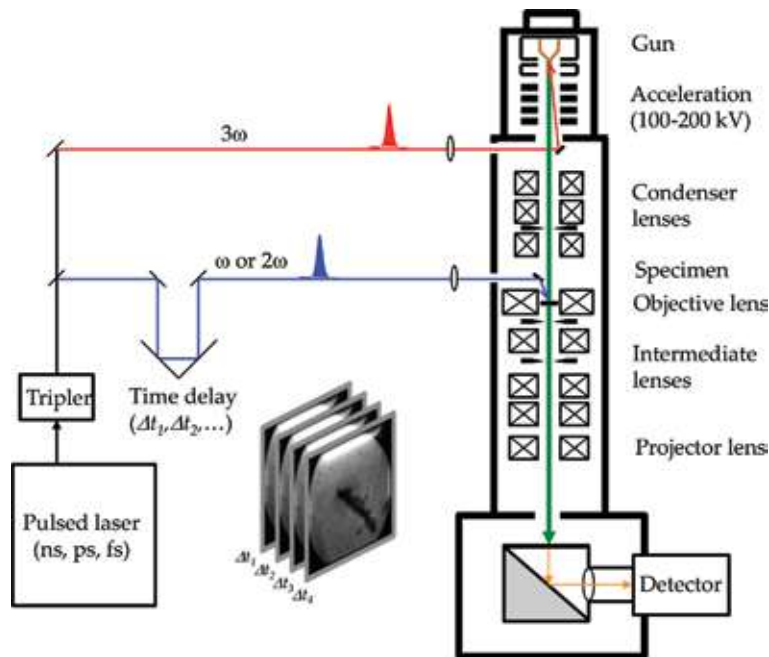 Gun
Acceleration
(100-200 kV)
3ω
Condenser
lenses
ω or 2ω
Specimen
Objective lens
Intermediate
lenses
Time delay
(Δt1,Δt2,...)
Tripler
Projector lens
Pulsed laser
(ns, ps, fs)
Δt1
Δt2
Δt3
Δt4
Detector